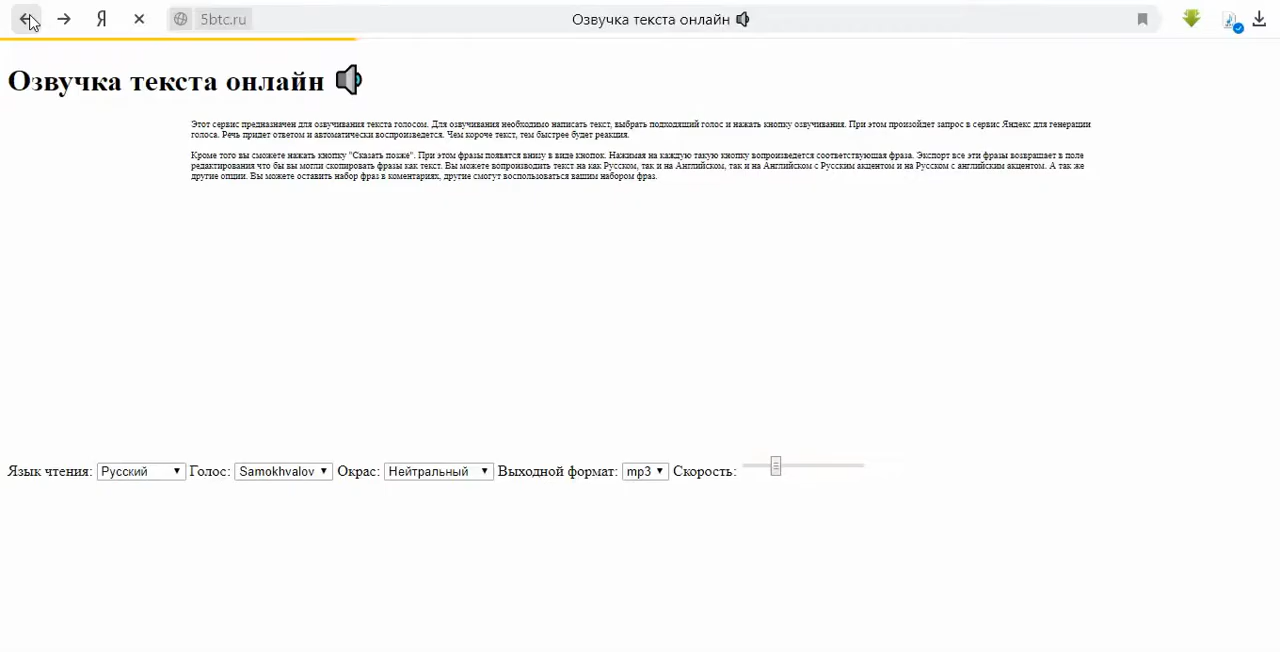 Я 5btc.ru Озвучка текста онлайн
Озвучка текста онлайн
Этот сервис предназначен для озвучивания текста голосом. Для озвучивания необходимо написать текст, выбрать подходящий голос и нажать кнопку озвучивания. При этом произойдет запрос в сервис Яндекс для генерации
голоса. Речь придет ответом и автоматически воспроизведется. Чем короче текст, тем быстрее будет реакция.
Кроме того вы сможете нажать кнопку "Сказать позже". При этом фразы появятся внизу в виде кнопок. Нажимая на каждую такую кнопку вопроизведется соответствующая фраза. Экспорт все эти фразы возвращает в поле
редактирования что бы вы могли скопировать фразы как текст. Вы можете вопроизводить текст на как Русском, так и на Английском, так и на Английском с Русским акцентом и на Русском с английским акцентом. А так же
другие опции. Вы можете оставить набор фраз в коментариях, другие смогут воспользоваться вашим набором фраз.
Язык чтения: Русский Голос: Samokhvalov Окрас: Нейтральный Выходной формат: mp3 Скорость: